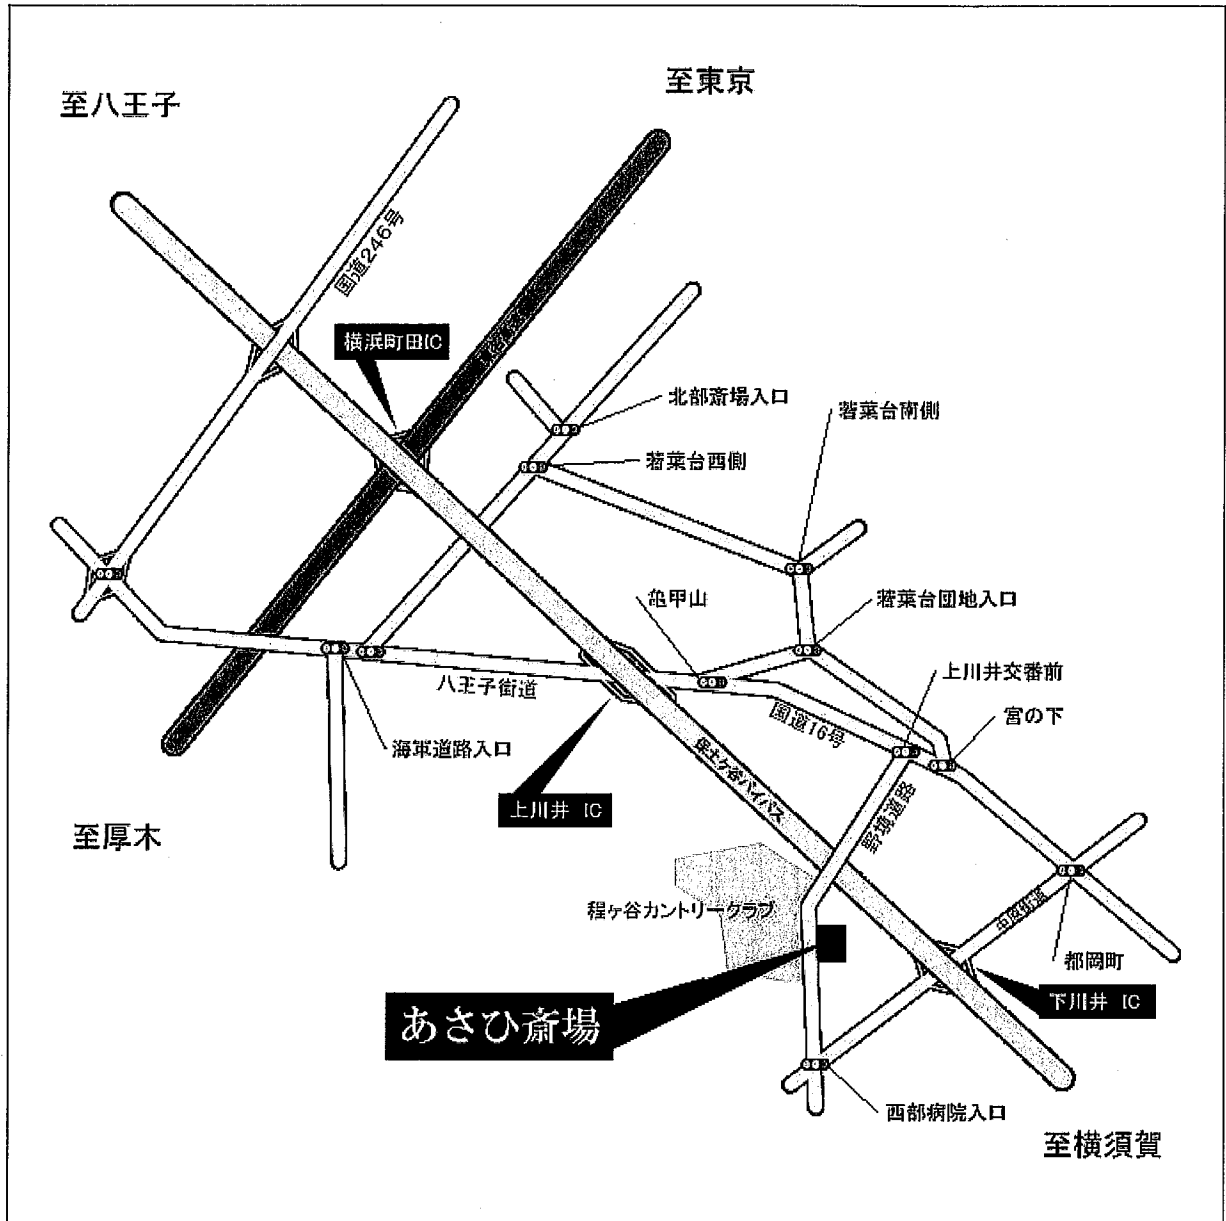 至東京
至八王子
国道246号
横浜町田IC
北部斎場入口
若葉台南側
若葉台西側
亀甲山
若葉台団地入口
上川井交番前
八王子街道
国道16号
宮の下
海軍道路入口
保土ヶ谷バイパス
上川井 IC
野境道路
至厚木
程ヶ谷カントリークラブ
中原街道
都岡町
下川井 IC
あさひ斎場
西部病院入口
至横須賀